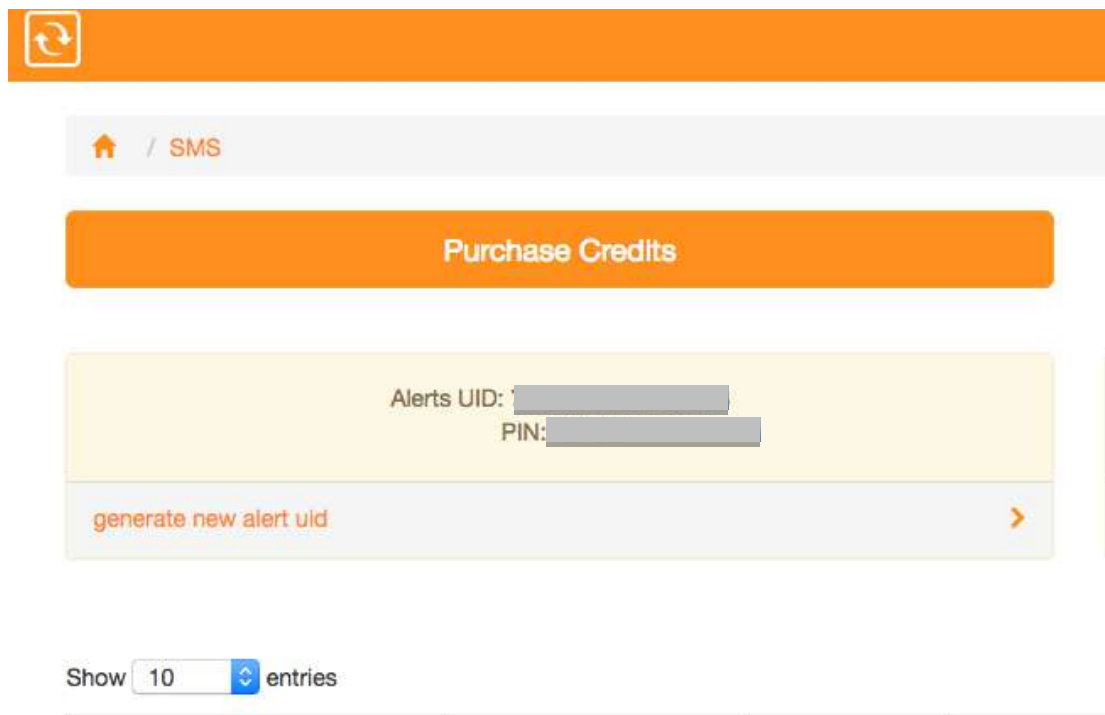 / SMS
Purchase Credits
Alerts UID:
PIN:
generate new alert uid
Show 10 entries